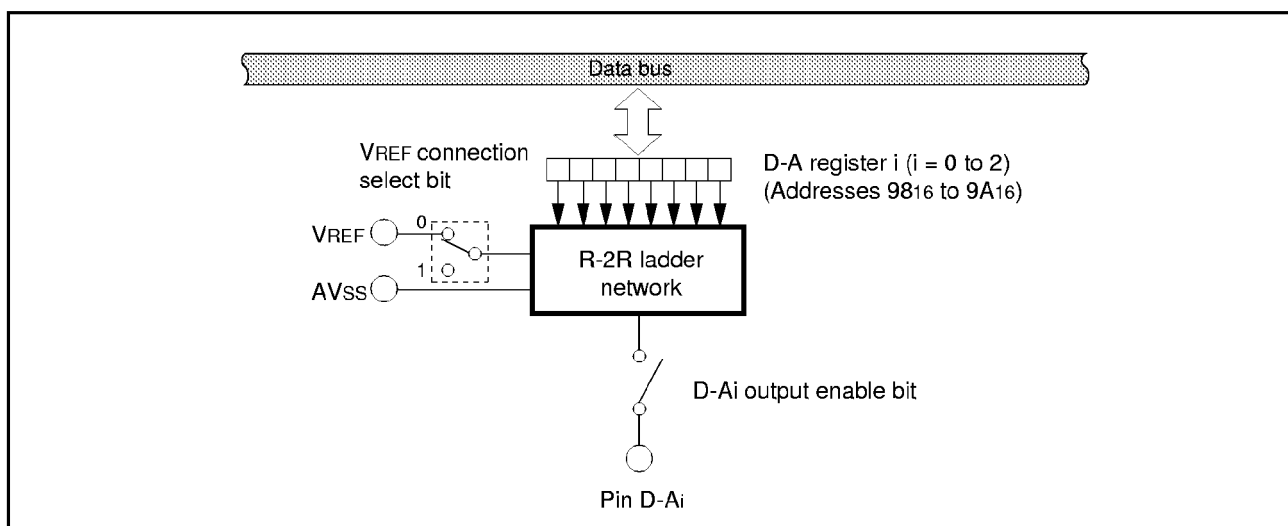 Data bus
VREF connection
select bit
D-A register i (i = 0 to 2)
(Addresses 9816 to 9A16)
VREF
0
1
AVSS
R-2R ladder
network
D-Ai output enable bit
Pin D-Ai